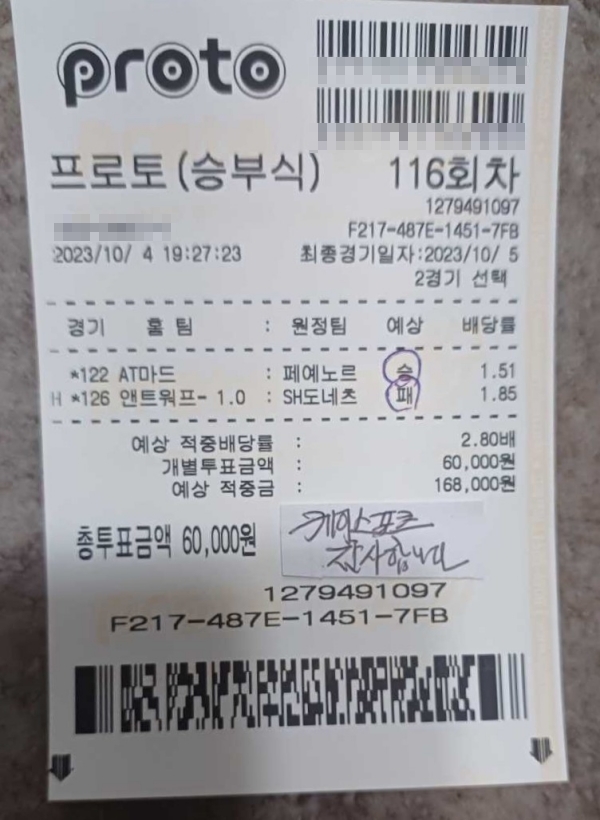 proto
프로토(승부식) 116회차
1279491097
F217-487E-1451-7FB
2023/10/ 4 19:27:23 최종경기일자:2023/10/ 5
2경기 선택
경기 홈 팀 : 원정팀 예상 배당률
*122 AT마드 : 페예노르 승 1.51
H *126 앤트워프- 1.0 : SH도네츠 패 1.85
예상 적중배당률 : 2.80배
개별투표금액 : 60,000원
예상 적중금 : 168,000원
총투표금액 60,000원
케이스포츠
감사합니다
1279491097
F217-487E-1451-7FB